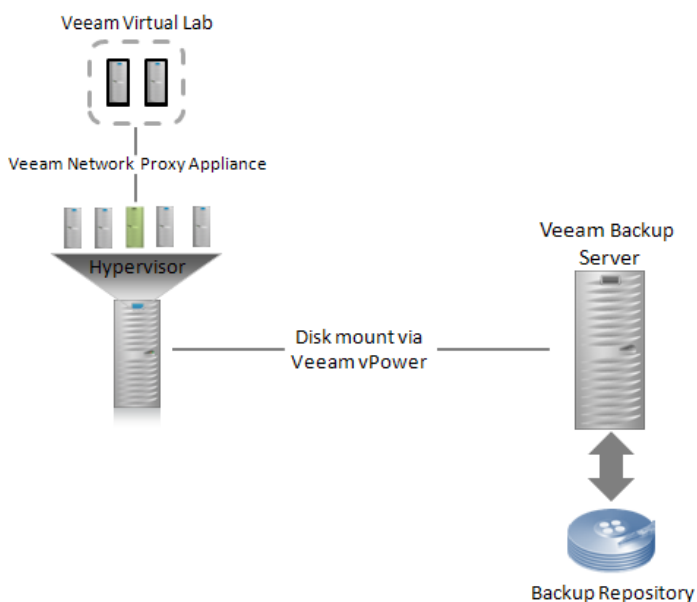 Veeam Virtual Lab
Veeam Network Proxy Appliance
Hypervisor
Veeam Backup
Server
Disk mount via
Veeam vPower
Backup Repository